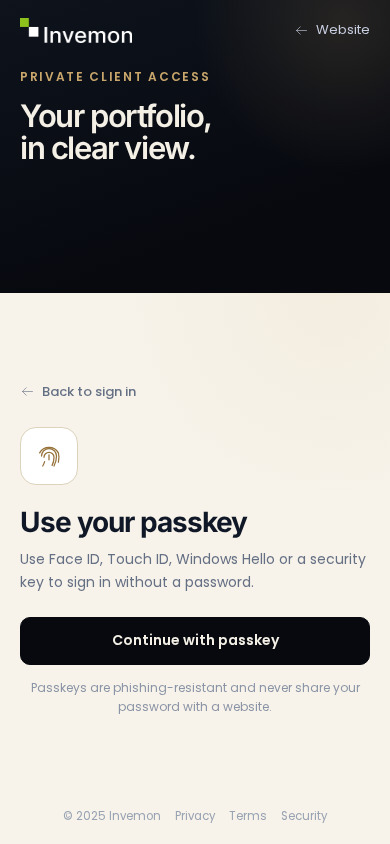 Invemon
Website
PRIVATE CLIENT ACCESS
Your portfolio,
in clear view.
Back to sign in
Use your passkey
Use Face ID, Touch ID, Windows Hello or a security
key to sign in without a password.
Continue with passkey
Passkeys are phishing-resistant and never share your
password with a website.
© 2025 Invemon Privacy Terms Security